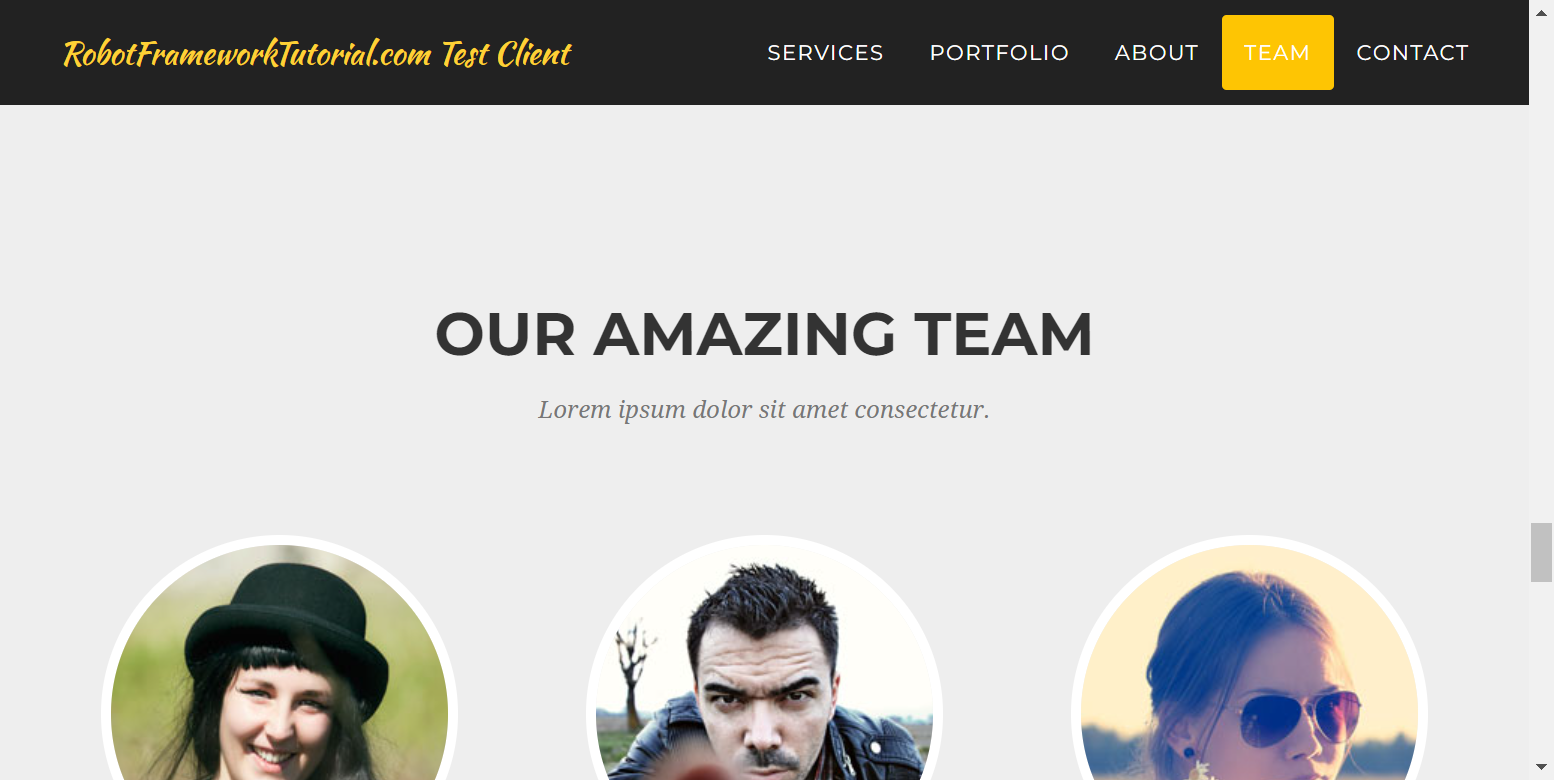 RobotFrameworkTutorial.com Test Client
SERVICES PORTFOLIO ABOUT TEAM CONTACT
OUR AMAZING TEAM
Lorem ipsum dolor sit amet consectetur.